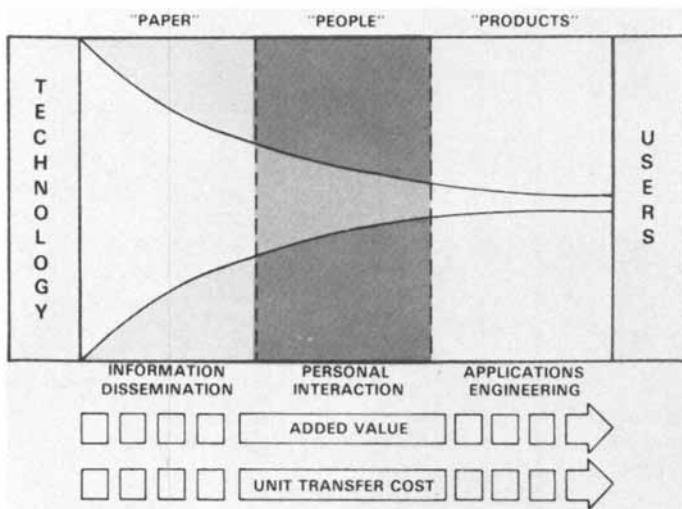 "PAPER" "PEOPLE" "PRODUCTS"
TECHNOLOGY
USERS
INFORMATION DISSEMINATION
PERSONAL INTERACTION
APPLICATIONS ENGINEERING
ADDED VALUE
UNIT TRANSFER COST